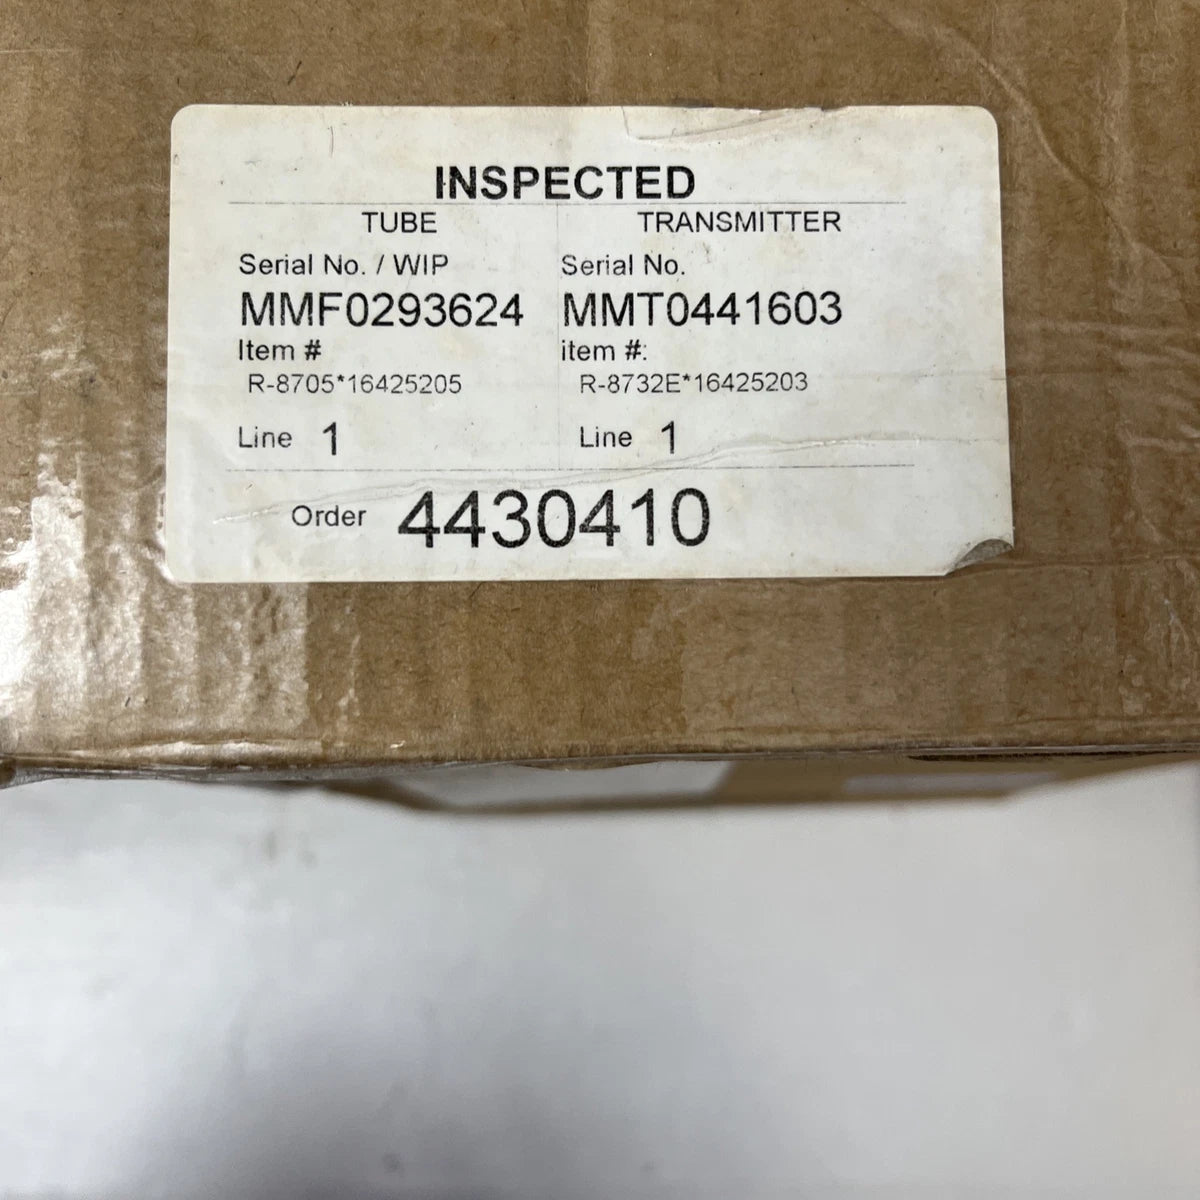 INSPECTED
TUBE TRANSMITTER
Serial No. / WIP Serial No.
MMF0293624 MMT0441603
Item # item #:
R-8705*16425205 R-8732E*16425203
Line 1 Line 1
Order 4430410